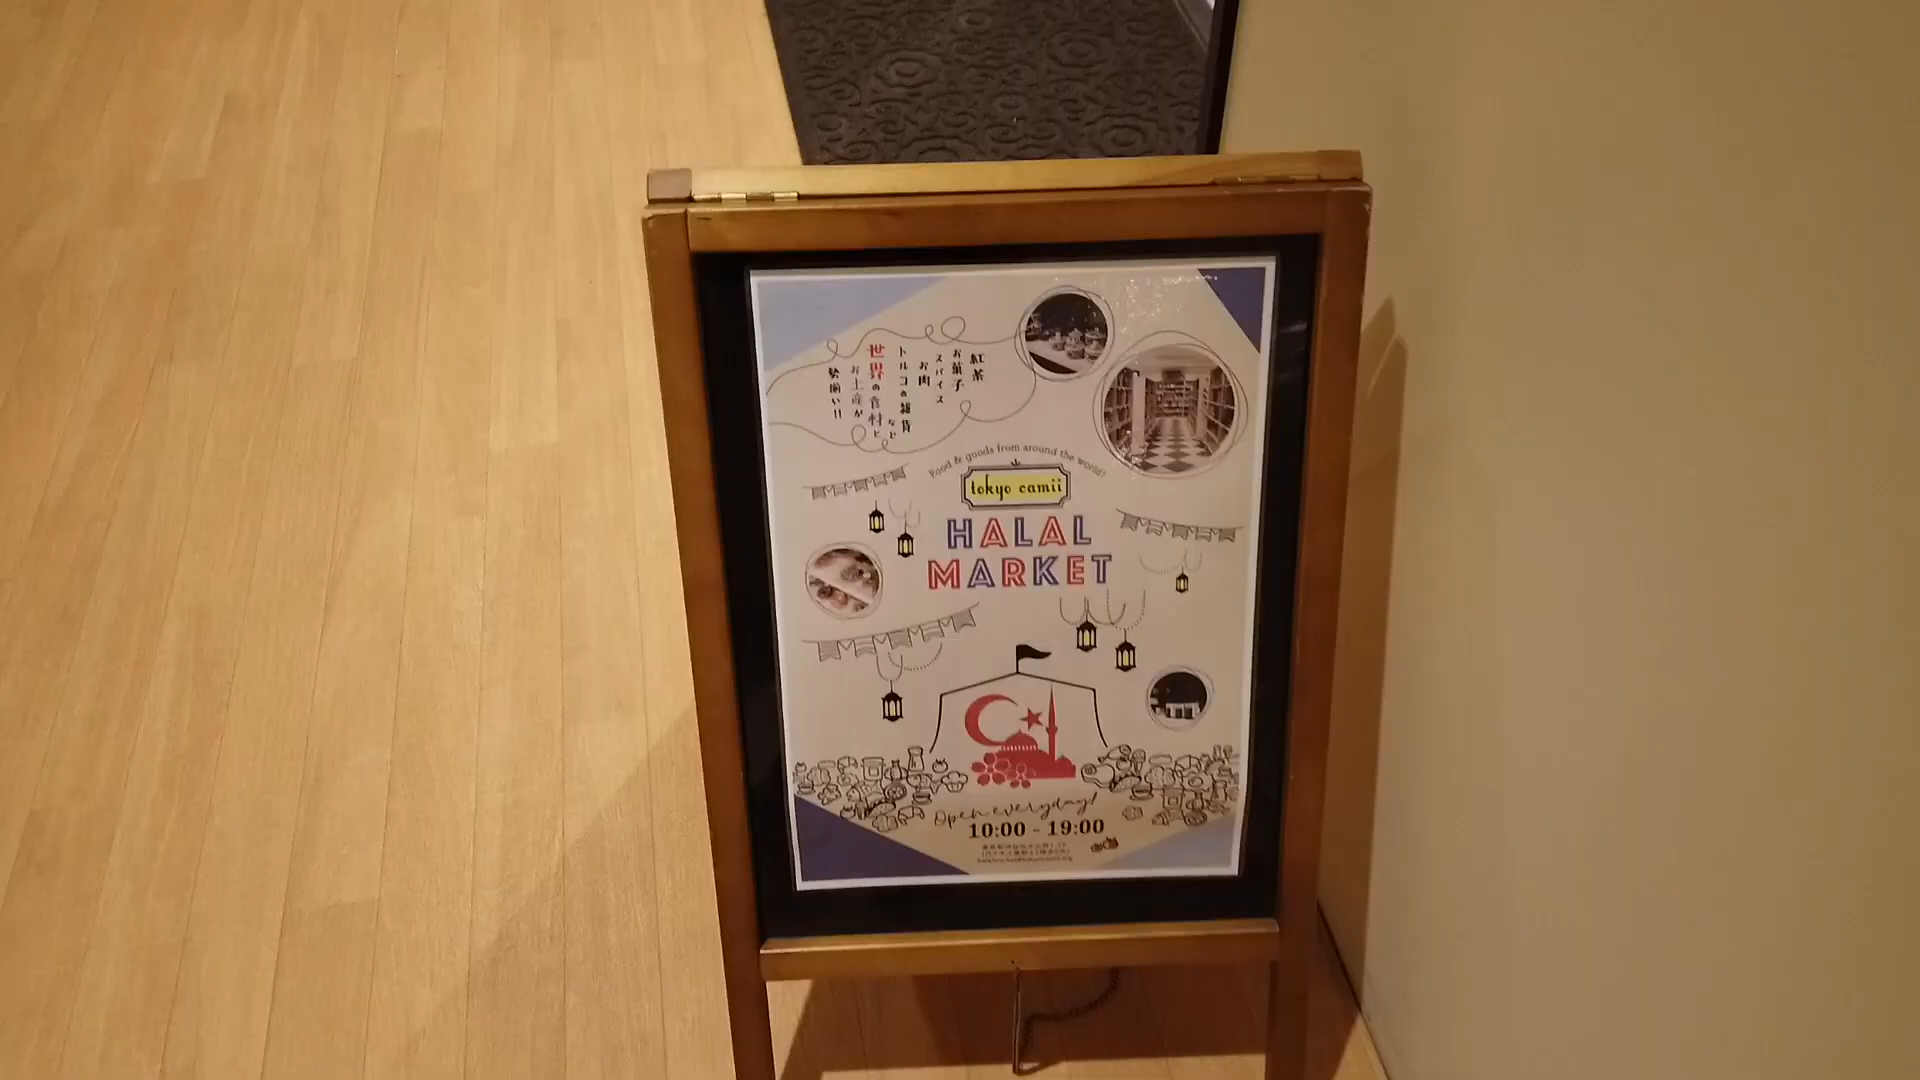 紅茶
お菓子
スパイス
お肉
トルコの雑貨
など
世界の食材と
お土産が
勢揃い!!
Food & goods from around the world!
tokyo camii
HALAL
MARKET
Open everyday!
10:00 - 19:00